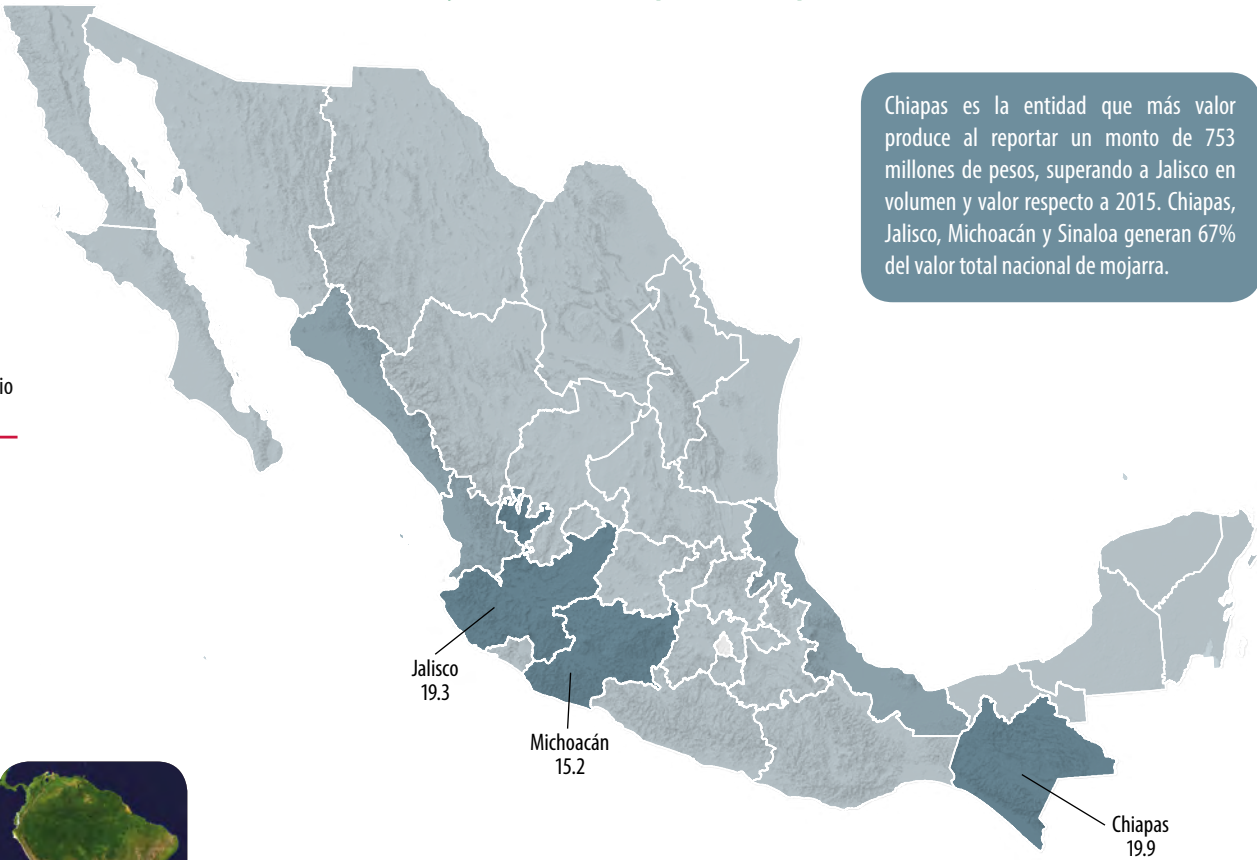 Chiapas es la entidad que más valor
produce al reportar un monto de 753
millones de pesos, superando a Jalisco en
volumen y valor respecto a 2015. Chiapas,
Jalisco, Michoacán y Sinaloa generan 67%
del valor total nacional de mojarra.
io
Jalisco
19.3
Michoacán
15.2
Chiapas
19.9